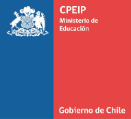 CPEIP
Ministerio de
Educación
Gobierno de Chile